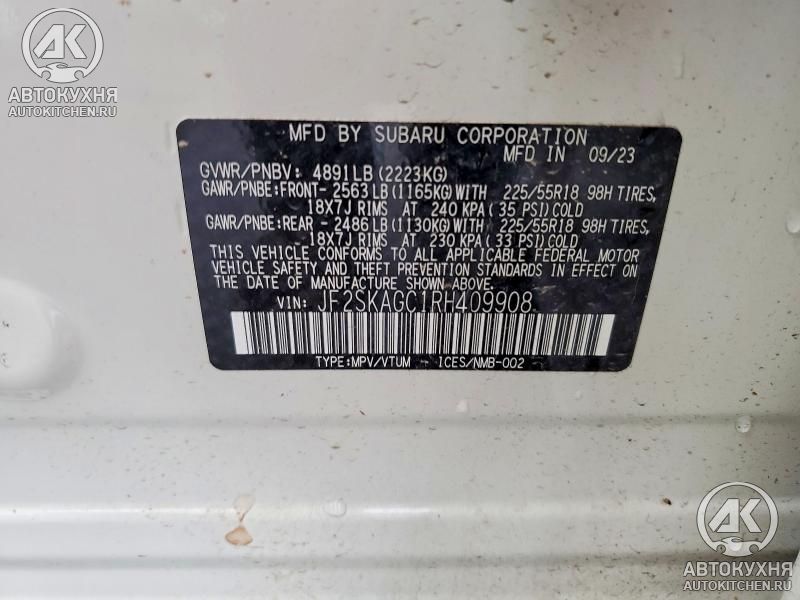 АК
АВТОКУХНЯ
AUTOKITCHEN.RU
MFD BY SUBARU CORPORATION
MFD IN 09/23
GVWR/PNBV: 4891LB (2223KG)
GAWR/PNBE:FRONT- 2563LB(1165KG)WITH 225/55R18 98H TIRES,
18X7J RIMS AT 240 KPA( 35 PSI)COLD
GAWR/PNBE:REAR -2486LB(1130KG)WITH 225/55R18 98H TIRES,
18X7J RIMS AT 230 KPA( 33 PSI)COLD
THIS VEHICLE CONFORMS TO ALL APPLICABLE FEDERAL MOTOR
VEHICLE SAFETY AND THEFT PREVENTION STANDARDS IN EFFECT ON
THE DATE OF MANUFACTURE SHOWN ABOVE.
VIN: JF2SKAGC1RH409908
TYPE:MPV/VTUM ICES/NMB-002
АК
АВТОКУХНЯ
AUTOKITCHEN.RU